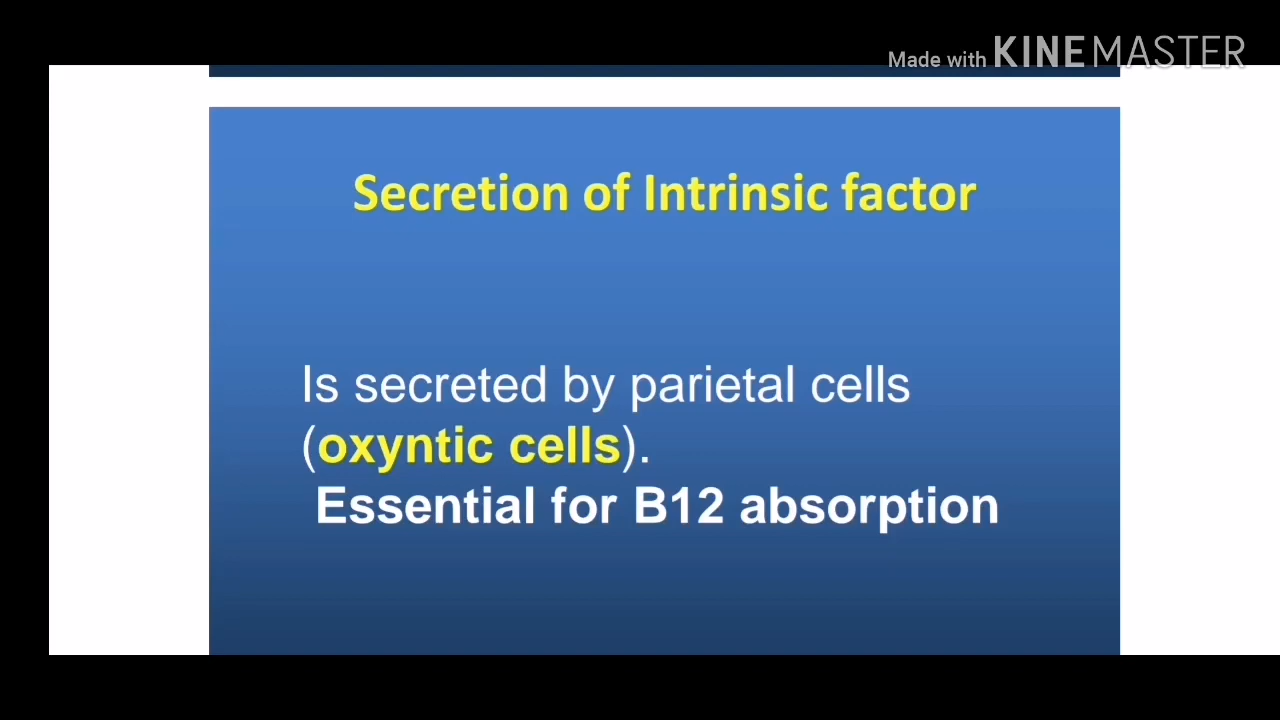 Made with KINEMASTER
Secretion of Intrinsic factor
Is secreted by parietal cells
(oxyntic cells).
Essential for B12 absorption